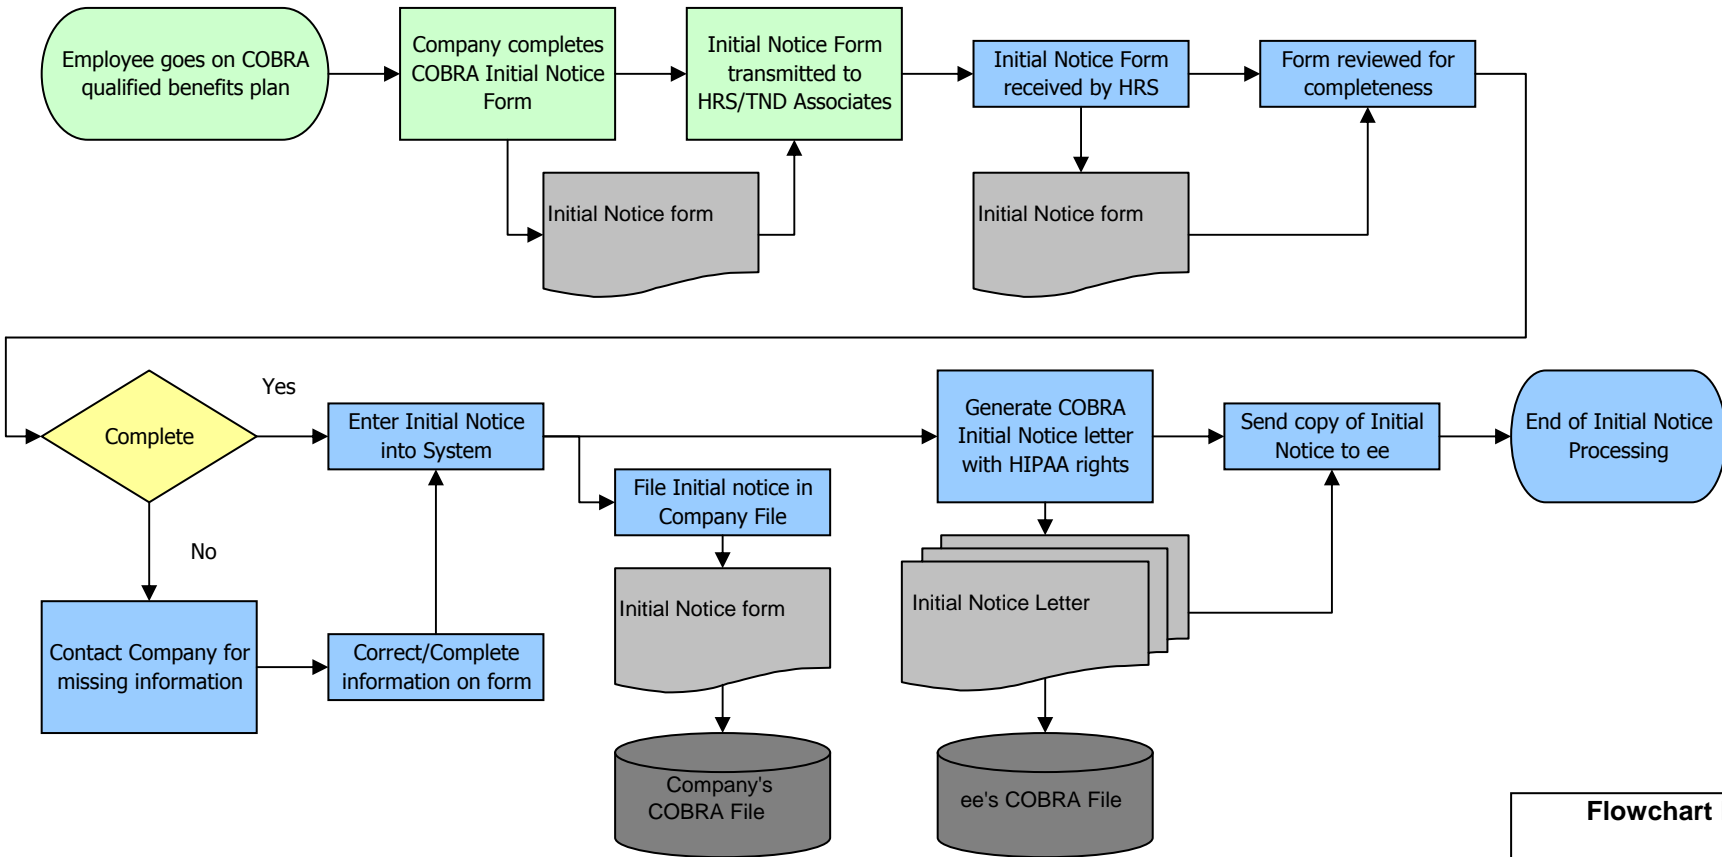 Employee goes on COBRA
qualified benefits plan
Company completes
COBRA Initial Notice
Form
Initial Notice Form
transmitted to
HRS/TND Associates
Initial Notice Form
received by HRS
Form reviewed for
completeness
Initial Notice form
Initial Notice form
Complete
Yes
No
Enter Initial Notice
into System
Generate COBRA
Initial Notice letter
with HIPAA rights
Send copy of Initial
Notice to ee
End of Initial Notice
Processing
File Initial notice in
Company File
Contact Company for
missing information
Correct/Complete
information on form
Initial Notice form
Initial Notice Letter
Company's
COBRA File
ee's COBRA File
Flowchart